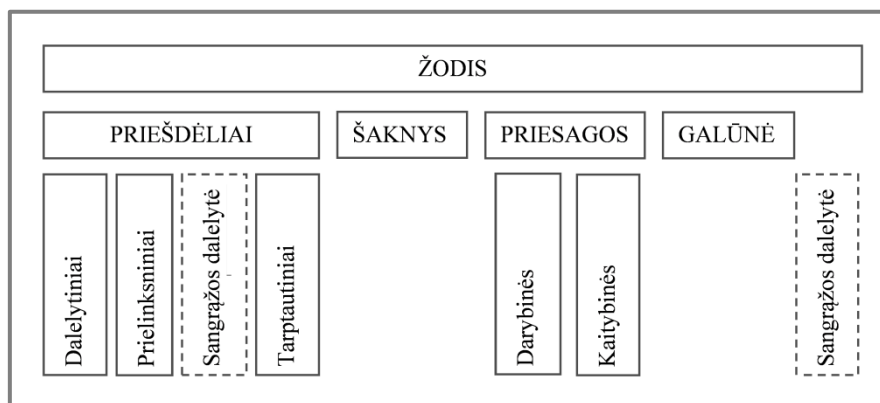 ŽODIS
PRIEŠDĖLIAI
ŠAKNYS
PRIESAGOS
GALŪNĖ
Dalelytiniai
Prielinksniniai
Sangrąžos dalelytė
Tarptautiniai
Darybinės
Kaitybinės
Sangrąžos dalelytė